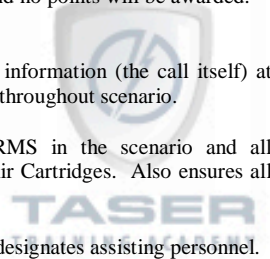 and no points will be awarded.
information (the call itself) at
throughout scenario.
RMS in the scenario and all
ir Cartridges. Also ensures all
TASER
TRAINING ACADEMY
designates assisting personnel.